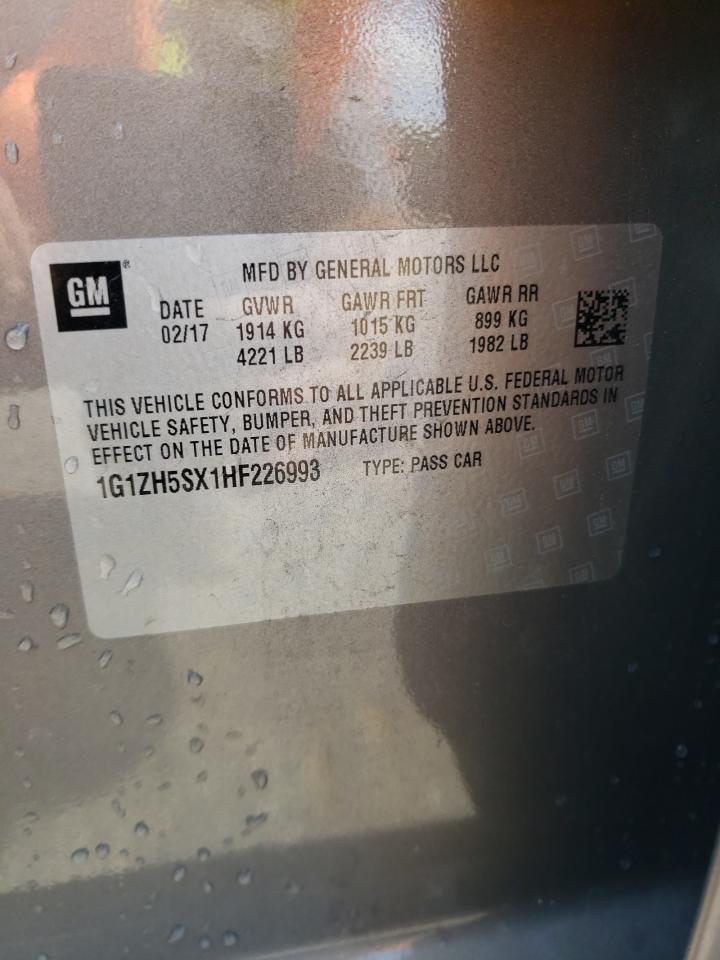 GM®
MFD BY GENERAL MOTORS LLC
DATE GVWR GAWR FRT GAWR RR
02/17 1914 KG 1015 KG 899 KG
4221 LB 2239 LB 1982 LB
THIS VEHICLE CONFORMS TO ALL APPLICABLE U.S. FEDERAL MOTOR
VEHICLE SAFETY, BUMPER, AND THEFT PREVENTION STANDARDS IN
EFFECT ON THE DATE OF MANUFACTURE SHOWN ABOVE.
1G1ZH5SX1HF226993 TYPE: PASS CAR